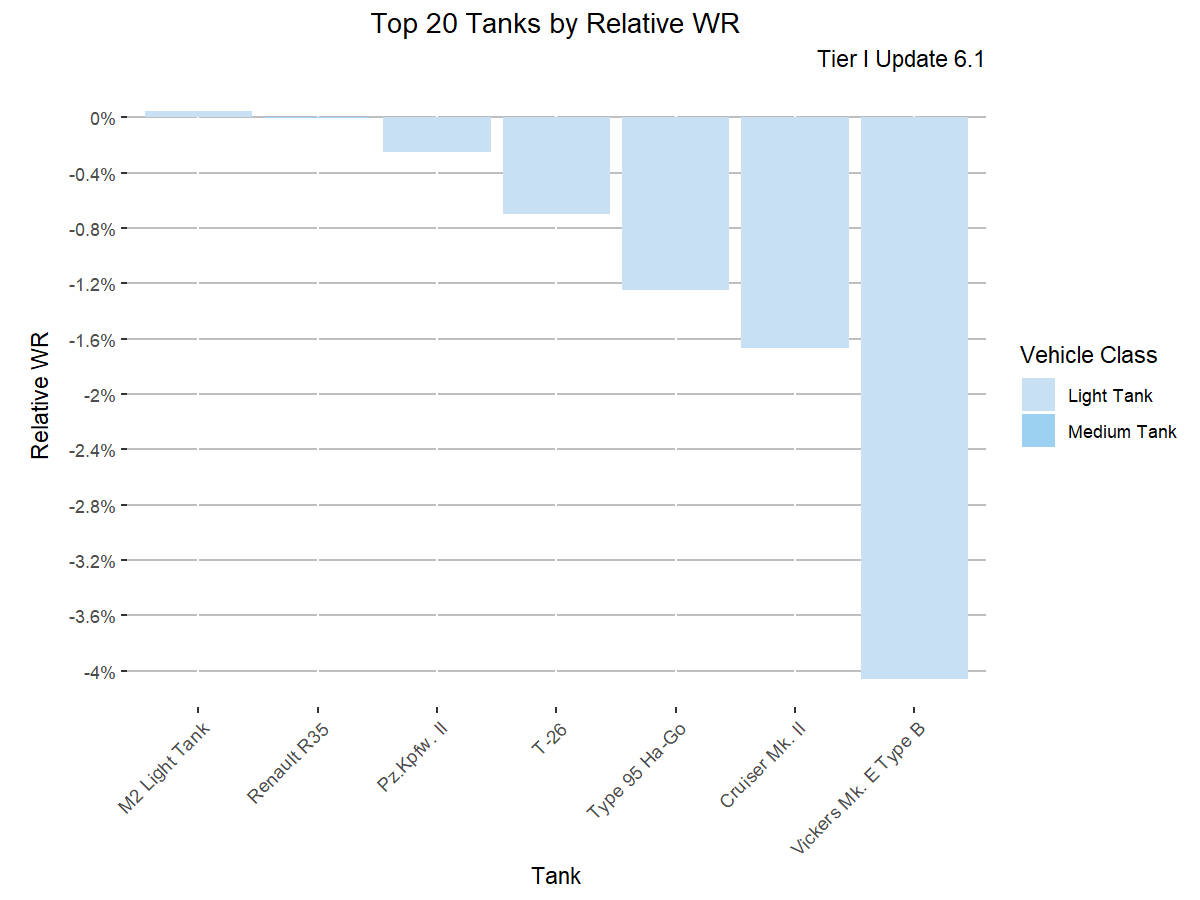 Top 20 Tanks by Relative WR
Tier I Update 6.1
0%
-0.4%
-0.8%
-1.2%
-1.6%
-2%
-2.4%
-2.8%
-3.2%
-3.6%
-4%
Relative WR
M2 Light Tank
Renault R35
Pz.Kpfw. II
T-26
Type 95 Ha-Go
Cruiser Mk. II
Vickers Mk. E Type B
Tank
Vehicle Class
Light Tank
Medium Tank